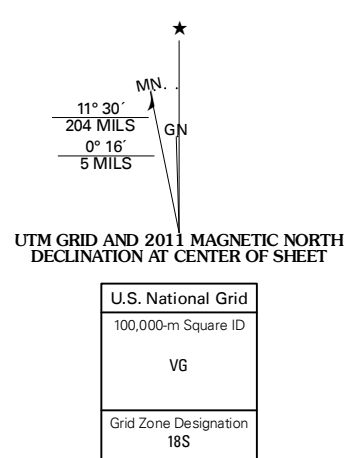 ★
MN
11° 30´
204 MILS
GN
0° 16´
5 MILS
UTM GRID AND 2011 MAGNETIC NORTH
DECLINATION AT CENTER OF SHEET
U.S. National Grid
100,000-m Square ID
VG
Grid Zone Designation
18S